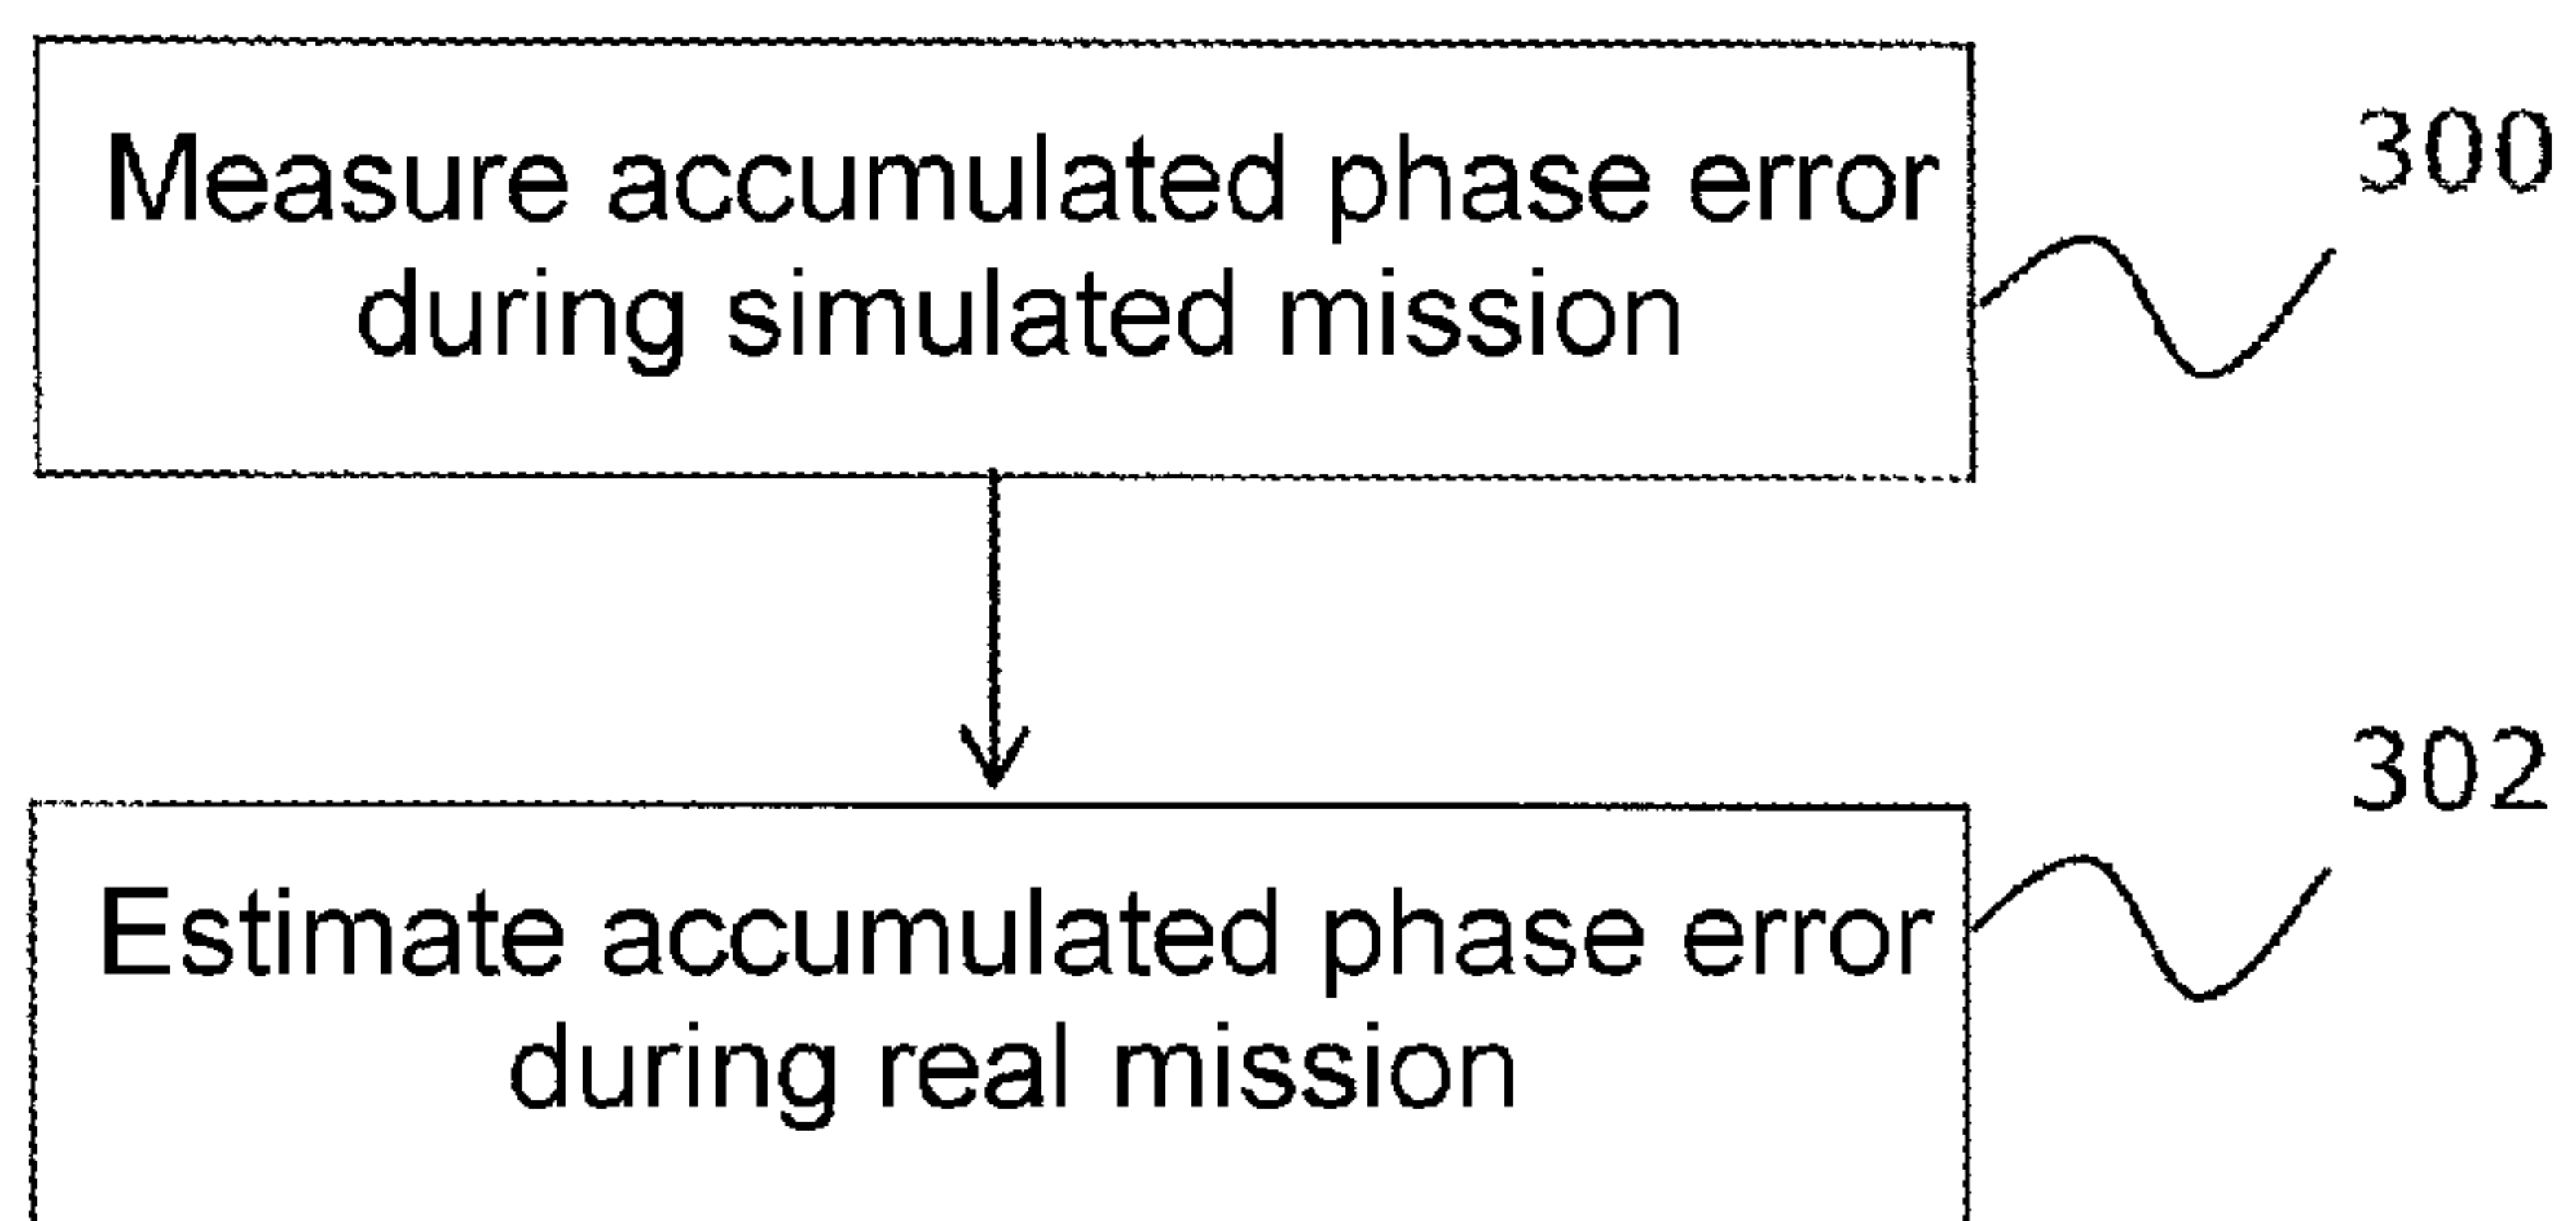 Measure accumulated phase error
during simulated mission
300
302
Estimate accumulated phase error
during real mission